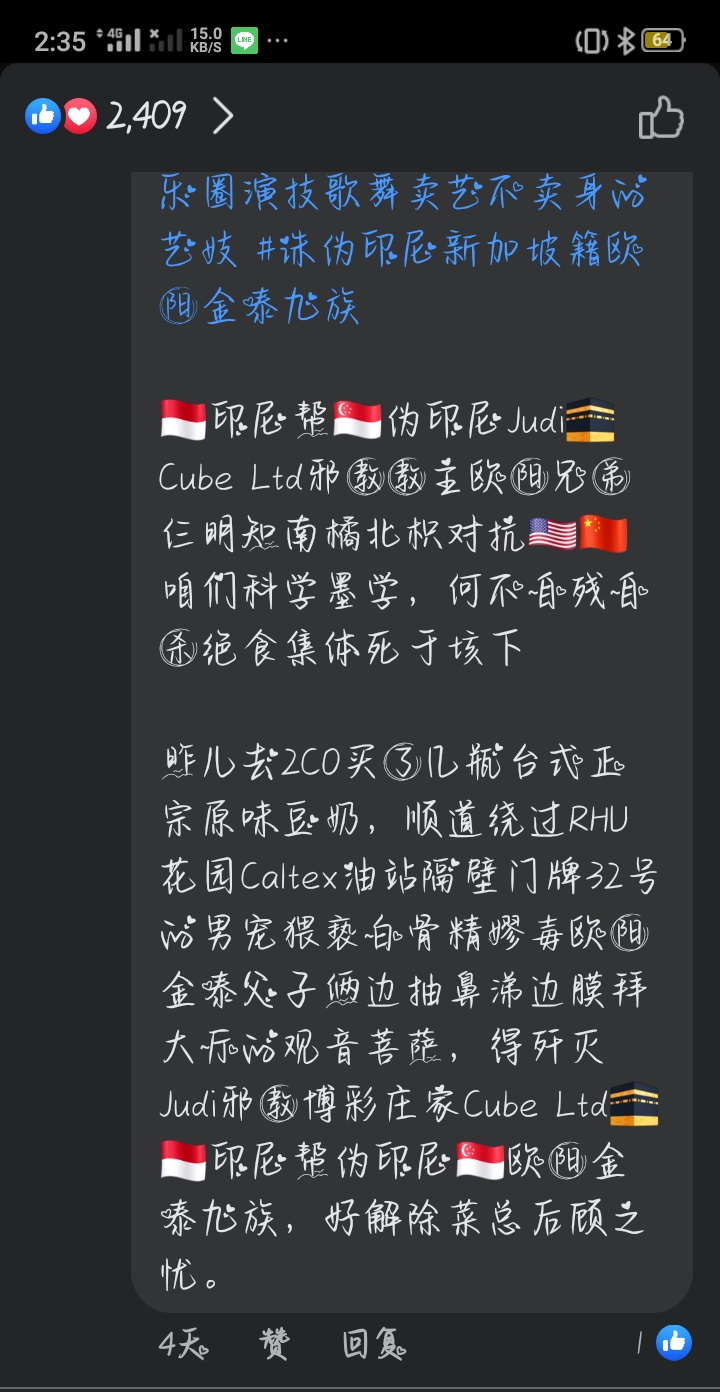 2:35 4G 15.0 KB/S LINE ... 64
2,409
乐圈演技歌舞卖艺不卖身的
艺妓 #诛伪印尼新加坡籍欧
阳金泰九族
🇮🇩印尼帮🇸🇬伪印尼Judi🕋
Cube Ltd邪教教主欧阳兄弟
仨明知南橘北枳对抗🇺🇸🇨🇳
咱们科学墨学，何不自残自
杀绝食集体死于垓下
昨儿去2CO买了几瓶台式正
宗原味豆奶，顺道绕过RHU
花园Caltex油站隔壁门牌32号
的男宠猥亵白骨精嫪毐欧阳
金泰父子俩边抽鼻涕边膜拜
大乐的观音菩萨，得歼灭
Judi邪教博彩庄家Cube Ltd🕋
🇮🇩印尼帮伪印尼🇸🇬欧阳金
泰九族，好解除菜总后顾之
忧。
4天 赞 回复 1